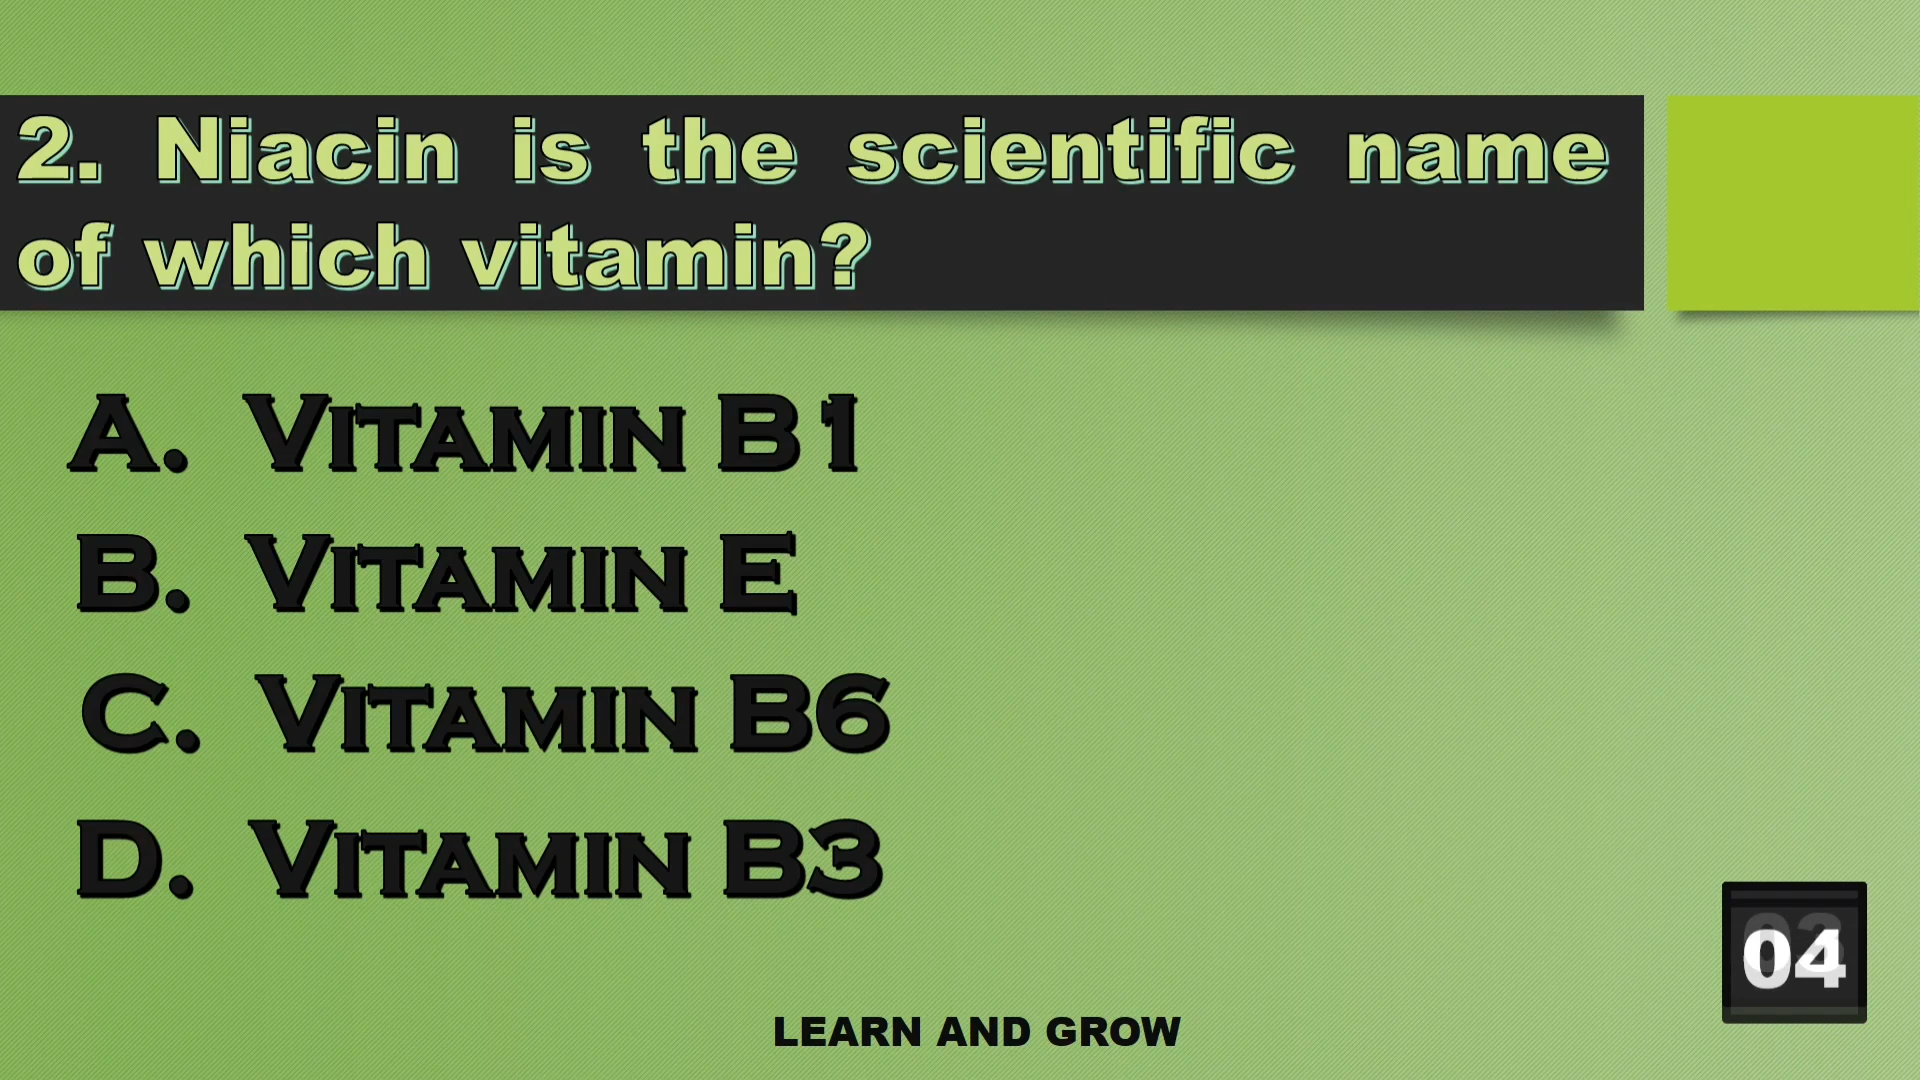 2. Niacin is the scientific name
of which vitamin?
A. VITAMIN B1
B. VITAMIN E
C. VITAMIN B6
D. VITAMIN B3
04
LEARN AND GROW